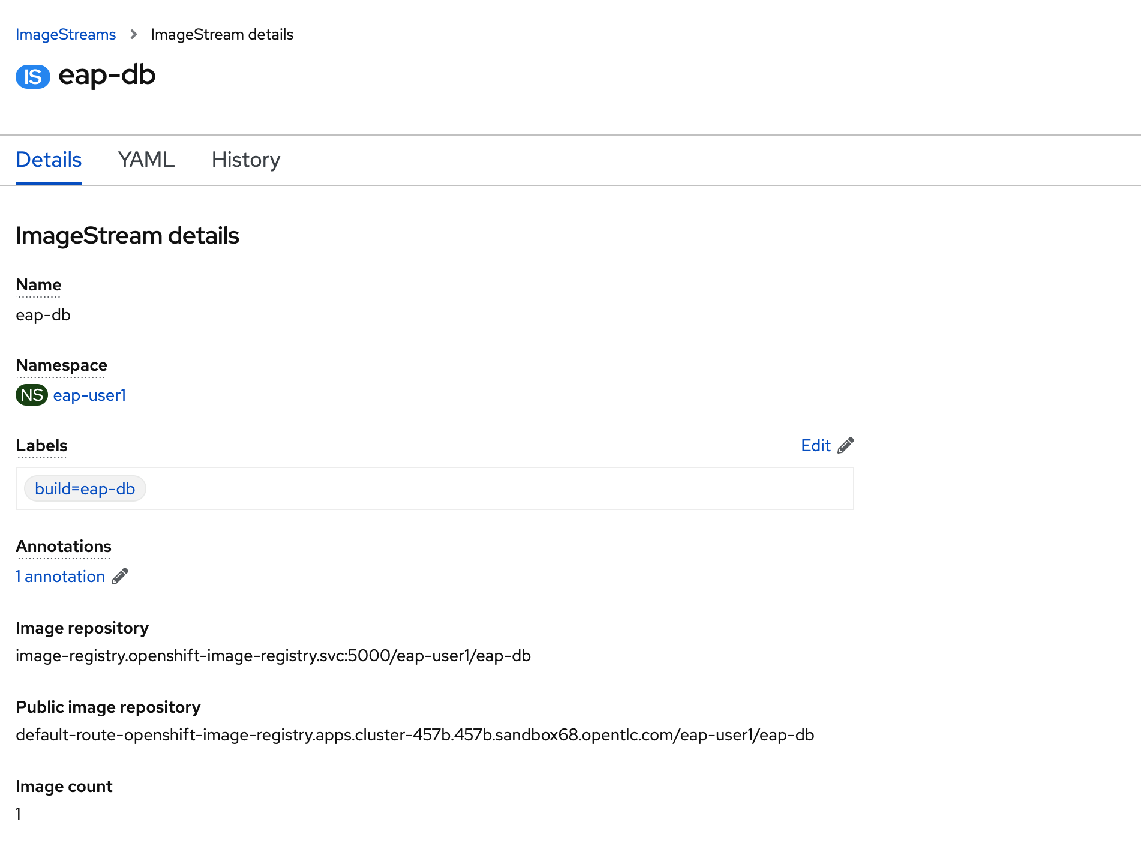 ImageStreams > ImageStream details
IS eap-db
Details YAML History
ImageStream details
Name
eap-db
Namespace
NS eap-user1
Labels Edit
build=eap-db
Annotations
1 annotation
Image repository
image-registry.openshift-image-registry.svc:5000/eap-user1/eap-db
Public image repository
default-route-openshift-image-registry.apps.cluster-457b.457b.sandbox68.opentlc.com/eap-user1/eap-db
Image count
1